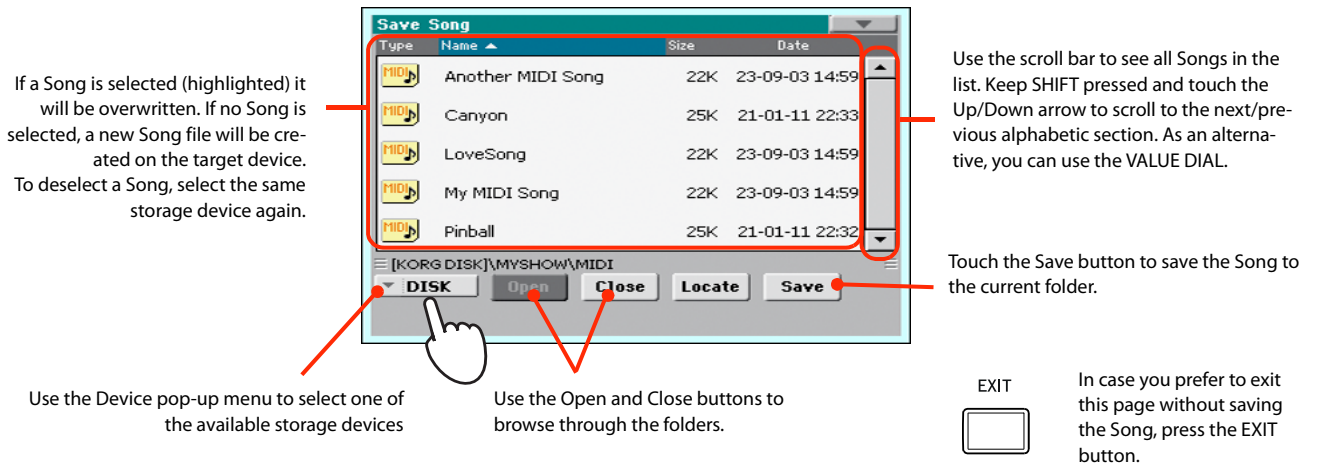 If a Song is selected (highlighted) it
will be overwritten. If no Song is
selected, a new Song file will be cre-
ated on the target device.
To deselect a Song, select the same
storage device again.
Save Song
Type Name Size Date
MIDI Another MIDI Song 22K 23-09-03 14:59
MIDI Canyon 25K 21-01-11 22:33
MIDI LoveSong 22K 23-09-03 14:59
MIDI My MIDI Song 22K 23-09-03 14:59
MIDI Pinball 25K 21-01-11 22:32
[KORG DISK]\MYSHOW\MIDI
DISK Open Close Locate Save
Use the scroll bar to see all Songs in the
list. Keep SHIFT pressed and touch the
Up/Down arrow to scroll to the next/pre-
vious alphabetic section. As an alterna-
tive, you can use the VALUE DIAL.
Touch the Save button to save the Song to
the current folder.
Use the Device pop-up menu to select one of
the available storage devices
Use the Open and Close buttons to
browse through the folders.
EXIT
In case you prefer to exit
this page without saving
the Song, press the EXIT
button.